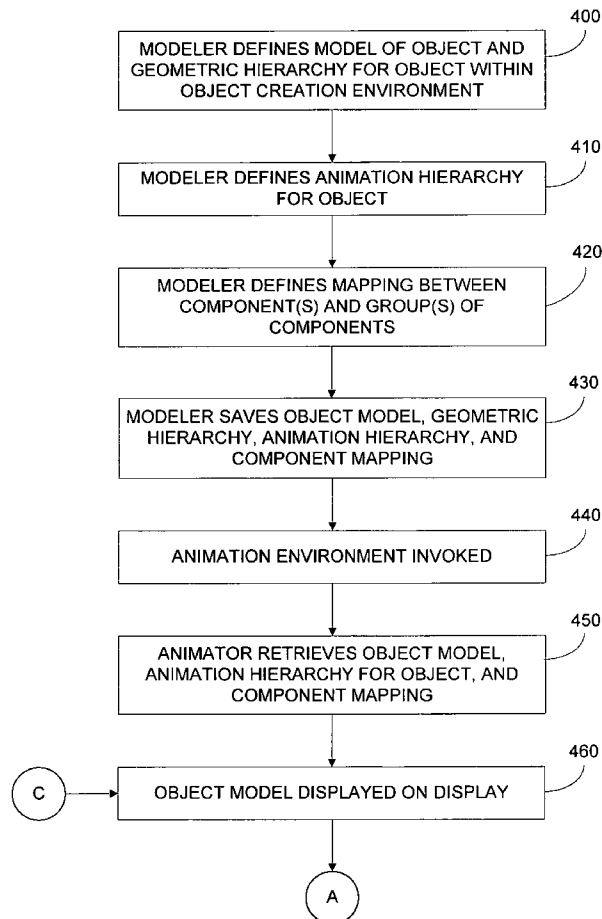 400
MODELER DEFINES MODEL OF OBJECT AND
GEOMETRIC HIERARCHY FOR OBJECT WITHIN
OBJECT CREATION ENVIRONMENT
410
MODELER DEFINES ANIMATION HIERARCHY
FOR OBJECT
420
MODELER DEFINES MAPPING BETWEEN
COMPONENT(S) AND GROUP(S) OF
COMPONENTS
430
MODELER SAVES OBJECT MODEL, GEOMETRIC
HIERARCHY, ANIMATION HIERARCHY, AND
COMPONENT MAPPING
440
ANIMATION ENVIRONMENT INVOKED
450
ANIMATOR RETRIEVES OBJECT MODEL,
ANIMATION HIERARCHY FOR OBJECT, AND
COMPONENT MAPPING
460
C
OBJECT MODEL DISPLAYED ON DISPLAY
A